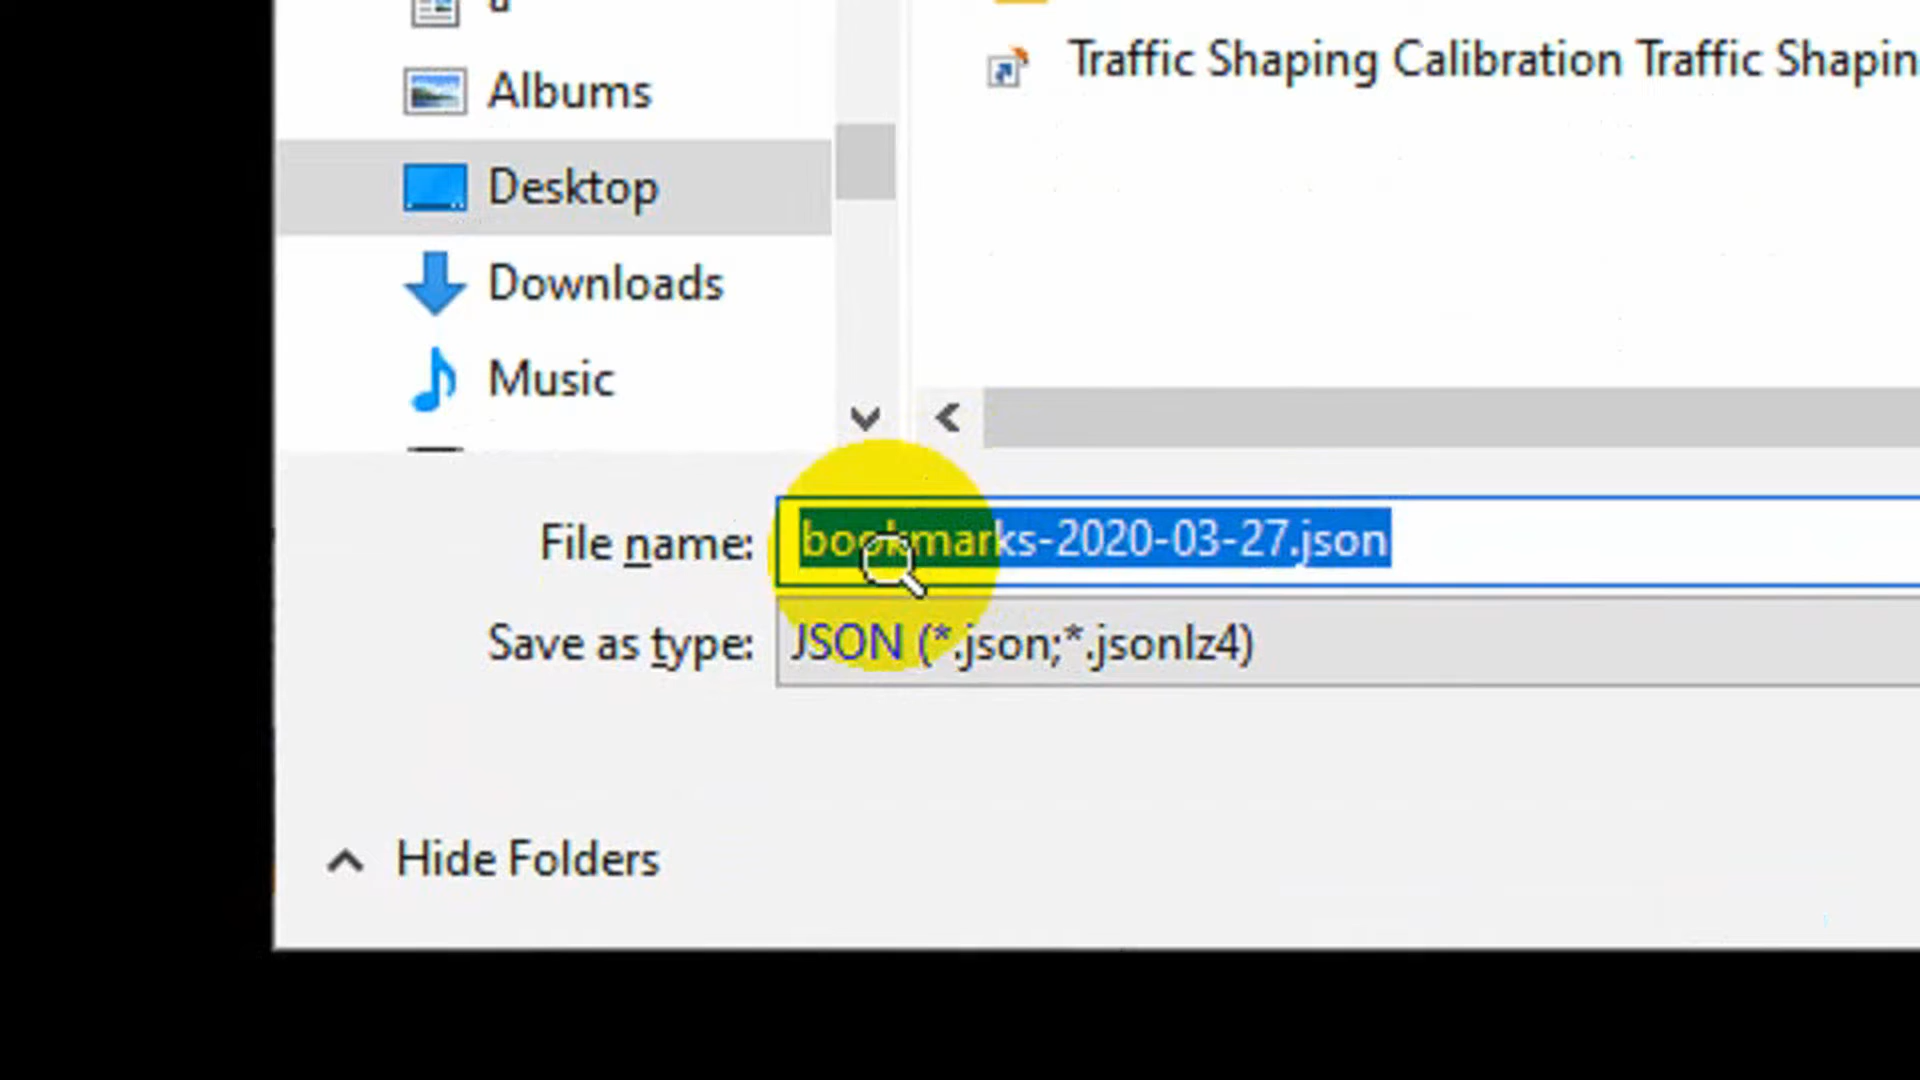 Traffic Shaping Calibration Traffic Shapin
Albums
Desktop
Downloads
Music
File name: bookmarks-2020-03-27.json
Save as type: JSON (*.json;*.jsonlz4)
Hide Folders